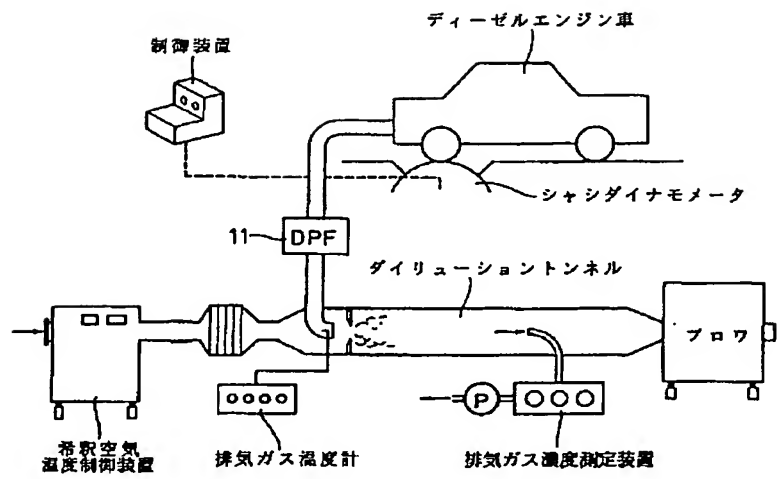 ディーゼルエンジン車
制御装置
シャシダイナモメータ
11
DPF
ダイリューショントンネル
ブロワ
P
希釈空気
温度制御装置
排気ガス温度計
排気ガス濃度測定装置